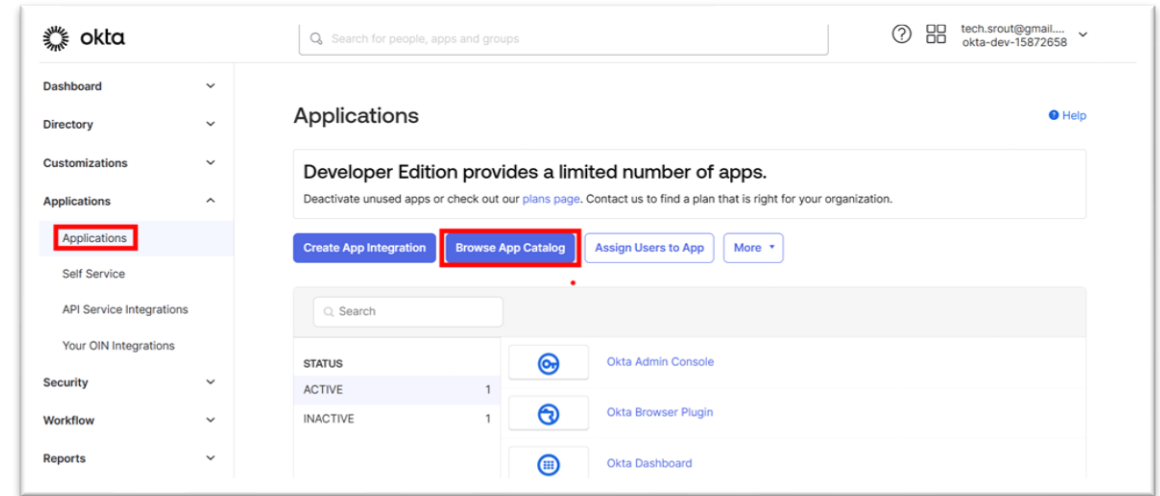 okta
Search for people, apps and groups
tech.srout@gmail....
okta-dev-15872658
Dashboard
Directory
Customizations
Applications
Applications
Self Service
API Service Integrations
Your OIN Integrations
Security
Workflow
Reports
Applications
Help
Developer Edition provides a limited number of apps.
Deactivate unused apps or check out our plans page. Contact us to find a plan that is right for your organization.
Create App Integration
Browse App Catalog
Assign Users to App
More
Search
STATUS
ACTIVE 1
INACTIVE 1
Okta Admin Console
Okta Browser Plugin
Okta Dashboard